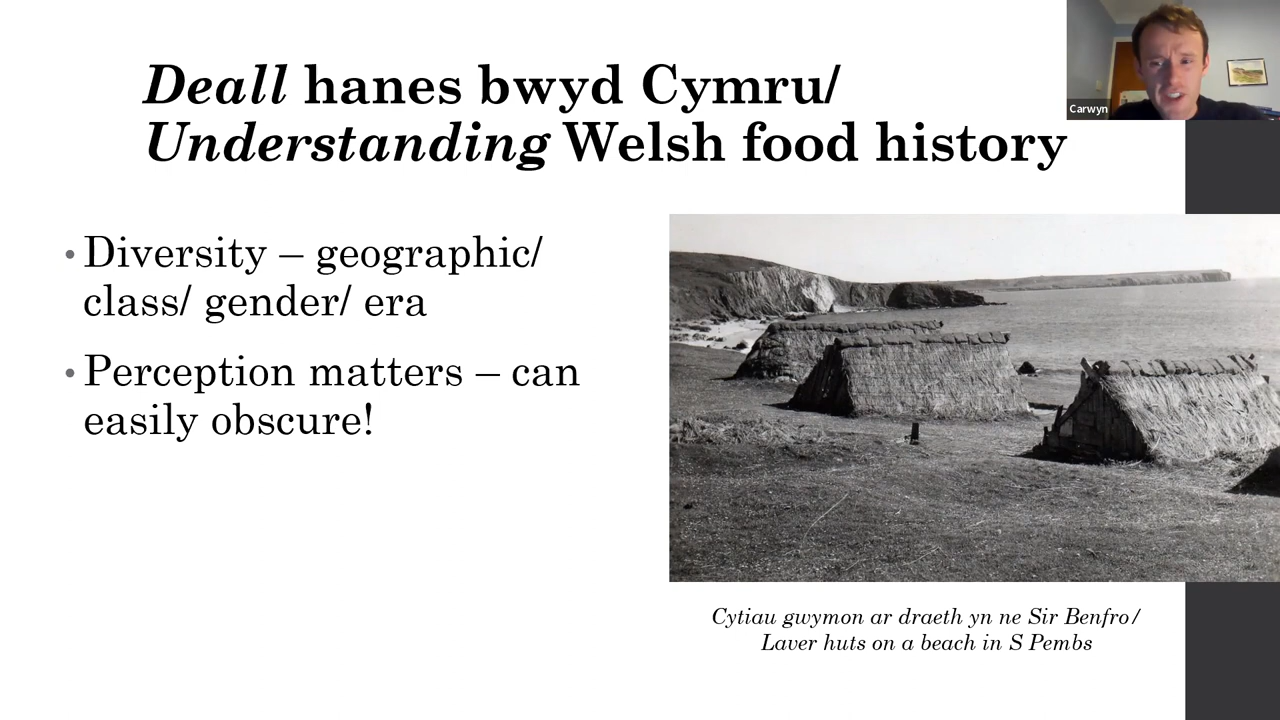 Deall hanes bwyd Cymru/
Understanding Welsh food history
Carwyn
• Diversity – geographic/
class/ gender/ era
• Perception matters – can
easily obscure!
Cytiau gwymon ar draeth yn ne Sir Benfro/
Laver huts on a beach in S Pembs